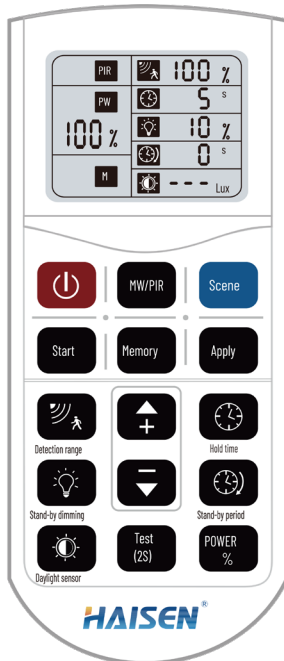 PIR
100 %
PW
5 s
100 %
10 %
0 s
M
--- Lux
MW/PIR
Scene
Start
Memory
Apply
Detection range
Hold time
Stand-by dimming
Stand-by period
Daylight sensor
Test
(2S)
POWER
%
HAISEN®